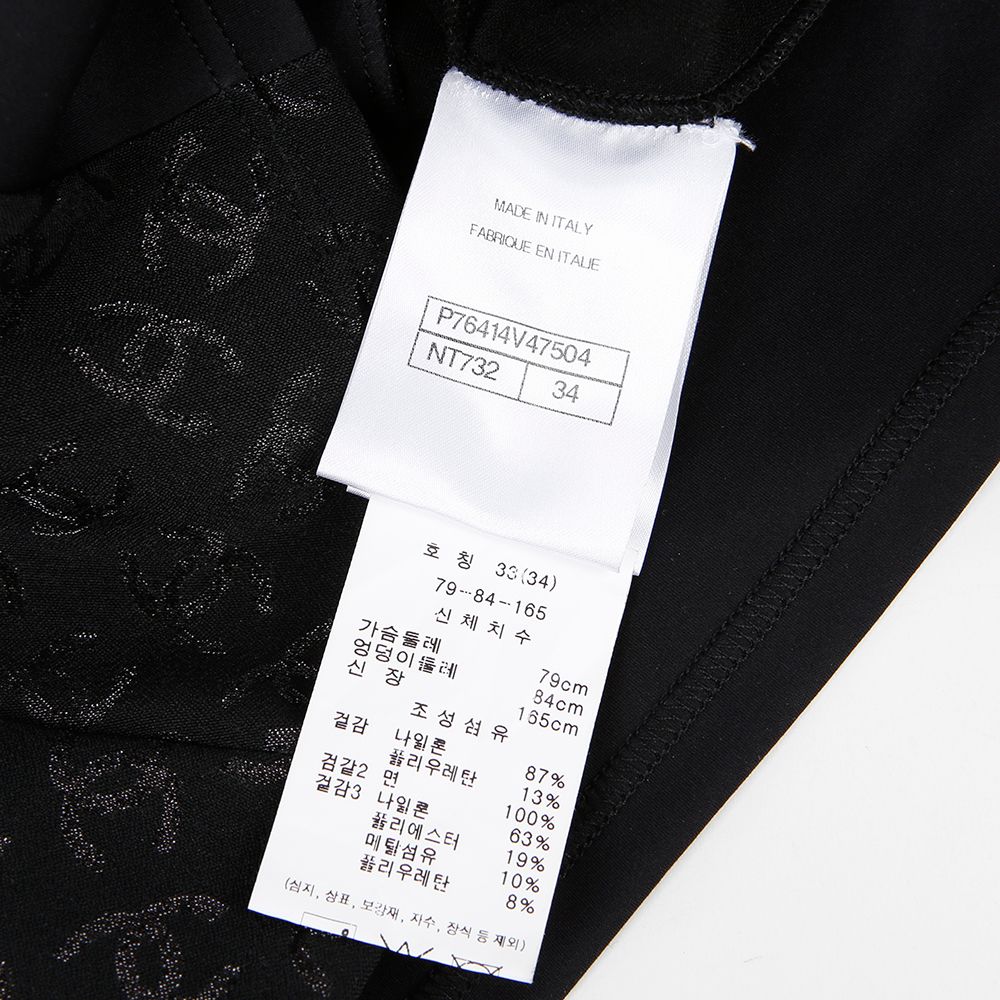 MADE IN ITALY
FABRIQUE EN ITALIE
P76414V47504
NT732 34
호 칭 33(34)
79-84-165
신 체 치 수
가슴둘레 79cm
엉덩이둘레 84cm
신 장 165cm
조 성 섬 유
겉감 나일론 87%
폴리우레탄 13%
겉감2 면 100%
겉감3 나일론 63%
폴리에스터 19%
메탈섬유 10%
폴리우레탄 8%
(심지, 상표, 보강재, 자수, 장식 등 제외)